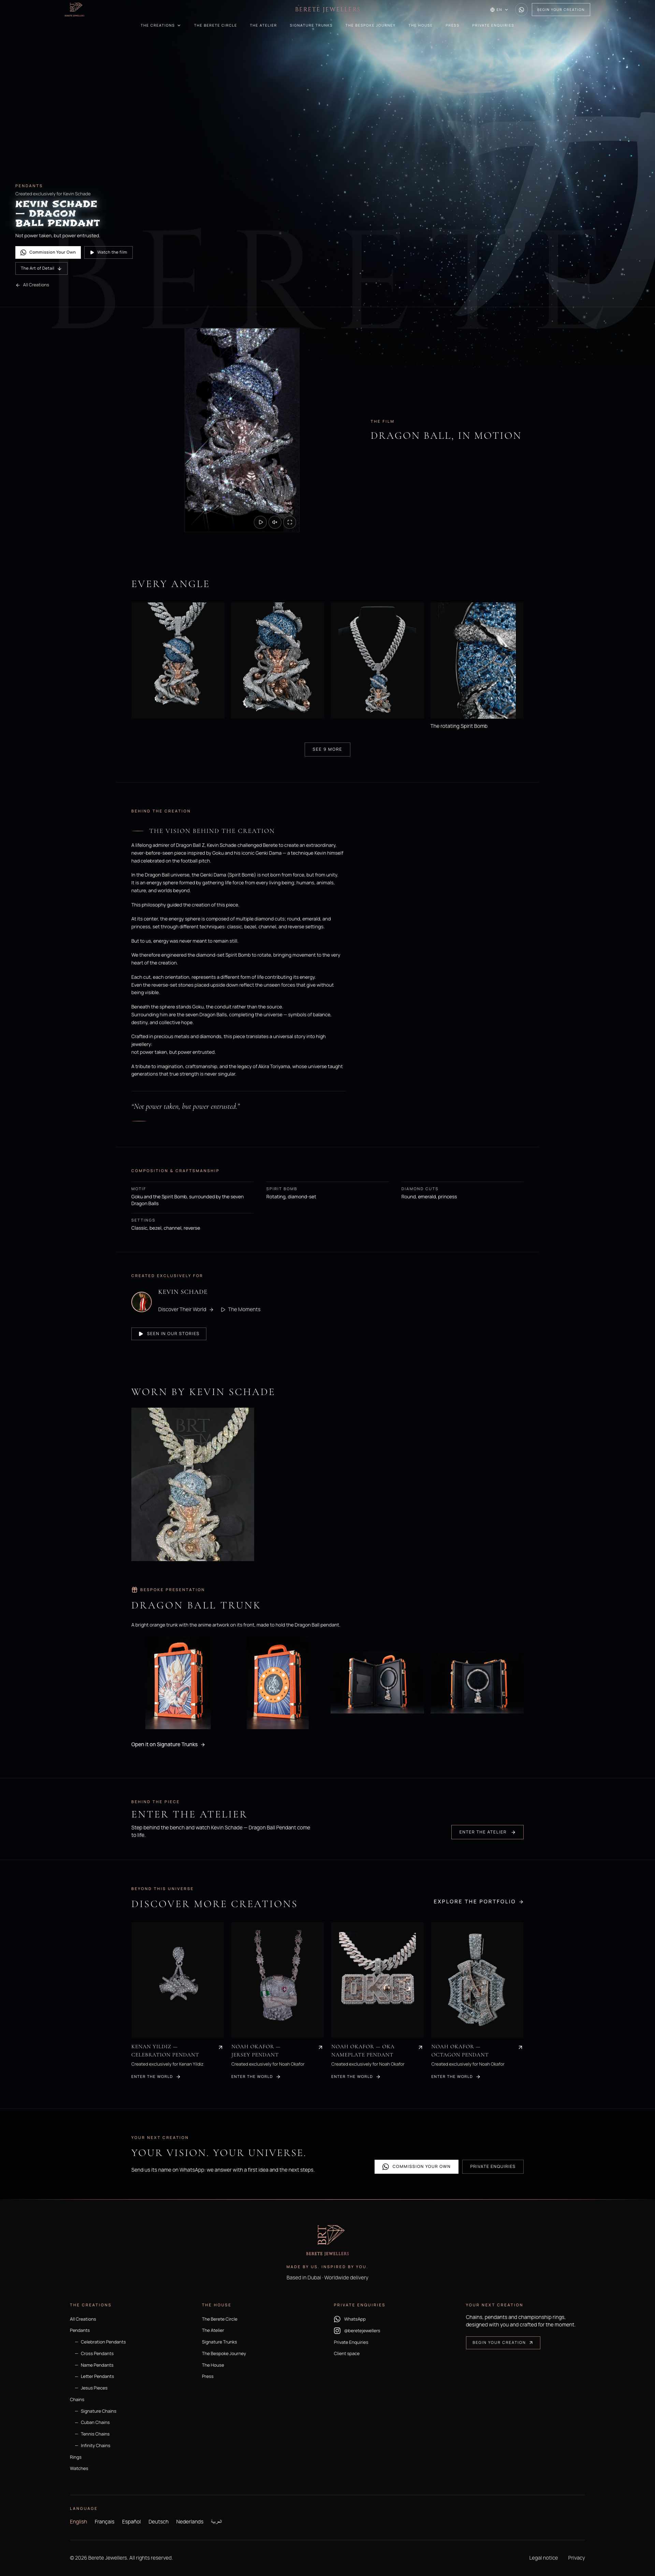 BERETE JEWELLERS
EN
BEGIN YOUR CREATION
THE CREATIONS
THE BERETE CIRCLE
THE ATELIER
SIGNATURE TRUNKS
THE BESPOKE JOURNEY
THE HOUSE
PRESS
PRIVATE ENQUIRIES
PENDANTS
Created exclusively for Kevin Schade
KEVIN SCHADE
— DRAGON
BALL PENDANT
Not power taken, but power entrusted.
Commission Your Own
Watch the film
The Art of Detail
All Creations
BERETE
THE FILM
DRAGON BALL, IN MOTION
EVERY ANGLE
The rotating Spirit Bomb
SEE 9 MORE
BEHIND THE CREATION
THE VISION BEHIND THE CREATION
A lifelong admirer of Dragon Ball Z, Kevin Schade challenged Berete to create an extraordinary,
never-before-seen piece inspired by Goku and his iconic Genki Dama — a technique Kevin himself
had celebrated on the football pitch.
In the Dragon Ball universe, the Genki Dama (Spirit Bomb) is not born from force, but from unity.
It is an energy sphere formed by gathering life force from every living being: humans, animals,
nature, and worlds beyond.
This philosophy guided the creation of this piece.
At its center, the energy sphere is composed of multiple diamond cuts; round, emerald, and
princess, set through different techniques: classic, bezel, channel, and reverse settings.
But to us, energy was never meant to remain still.
We therefore engineered the diamond-set Spirit Bomb to rotate, bringing movement to the very
heart of the creation.
Each cut, each orientation, represents a different form of life contributing its energy.
Even the reverse-set stones placed upside down reflect the unseen forces that give without
being visible.
Beneath the sphere stands Goku, the conduit rather than the source.
Surrounding him are the seven Dragon Balls, completing the universe — symbols of balance,
destiny, and collective hope.
Crafted in precious metals and diamonds, this piece translates a universal story into high
jewellery:
not power taken, but power entrusted.
A tribute to imagination, craftsmanship, and the legacy of Akira Toriyama, whose universe taught
generations that true strength is never singular.
“Not power taken, but power entrusted.”
COMPOSITION & CRAFTSMANSHIP
MOTIF
Goku and the Spirit Bomb, surrounded by the seven
Dragon Balls
SPIRIT BOMB
Rotating, diamond-set
DIAMOND CUTS
Round, emerald, princess
SETTINGS
Classic, bezel, channel, reverse
CREATED EXCLUSIVELY FOR
KEVIN SCHADE
Discover Their World
The Moments
SEEN IN OUR STORIES
WORN BY KEVIN SCHADE
BESPOKE PRESENTATION
DRAGON BALL TRUNK
A bright orange trunk with the anime artwork on its front, made to hold the Dragon Ball pendant.
Open it on Signature Trunks
BEHIND THE PIECE
ENTER THE ATELIER
Step behind the bench and watch Kevin Schade — Dragon Ball Pendant come
to life.
ENTER THE ATELIER
BEYOND THIS UNIVERSE
DISCOVER MORE CREATIONS
EXPLORE THE PORTFOLIO
KENAN YILDIZ —
CELEBRATION PENDANT
Created exclusively for Kenan Yildiz
ENTER THE WORLD
NOAH OKAFOR —
JERSEY PENDANT
Created exclusively for Noah Okafor
ENTER THE WORLD
NOAH OKAFOR — OKA
NAMEPLATE PENDANT
Created exclusively for Noah Okafor
ENTER THE WORLD
NOAH OKAFOR —
OCTAGON PENDANT
Created exclusively for Noah Okafor
ENTER THE WORLD
YOUR NEXT CREATION
YOUR VISION. YOUR UNIVERSE.
Send us its name on WhatsApp: we answer with a first idea and the next steps.
COMMISSION YOUR OWN
PRIVATE ENQUIRIES
BRT
BERETE JEWELLERS
MADE BY US, INSPIRED BY YOU.
Based in Dubai · Worldwide delivery
THE CREATIONS
All Creations
Pendants
— Celebration Pendants
— Cross Pendants
— Name Pendants
— Letter Pendants
— Jesus Pieces
Chains
— Signature Chains
— Cuban Chains
— Tennis Chains
— Infinity Chains
Rings
Watches
THE HOUSE
The Berete Circle
The Atelier
Signature Trunks
The Bespoke Journey
The House
Press
PRIVATE ENQUIRIES
WhatsApp
@beretejewellers
Private Enquiries
Client space
YOUR NEXT CREATION
Chains, pendants and championship rings,
designed with you and crafted to the millimeter.
BEGIN YOUR CREATION
LANGUAGE
English
Français
Español
Deutsch
Nederlands
العربية
© 2026 Berete Jewellers. All rights reserved.
Legal notice
Privacy